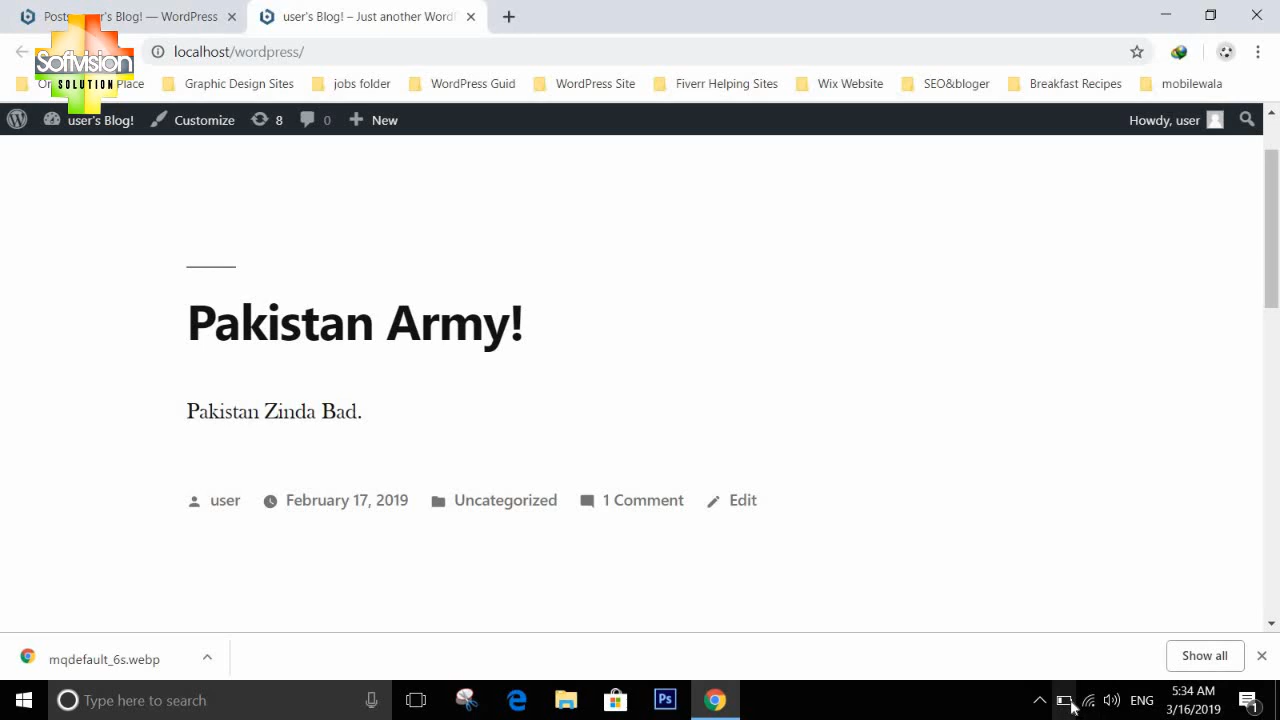 Posts user's Blog! — WordPress
user's Blog! – Just another Word
localhost/wordpress/
Softvision
SOLUTION
Place
Graphic Design Sites
jobs folder
WordPress Guid
WordPress Site
Fiverr Helping Sites
Wix Website
SEO&bloger
Breakfast Recipes
mobilewala
user's Blog!
Customize
8
0
New
Howdy, user
Pakistan Army!
Pakistan Zinda Bad.
user
February 17, 2019
Uncategorized
1 Comment
Edit
mqdefault_6s.webp
Show all
Type here to search
Ps
ENG
5:34 AM
3/16/2019
1